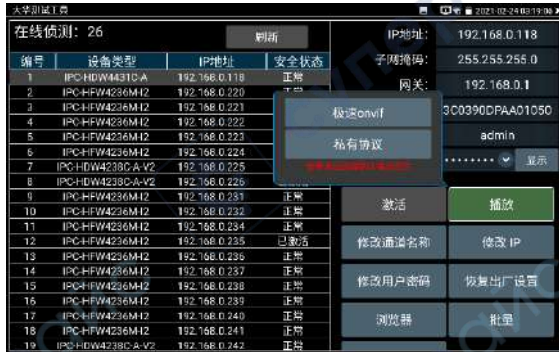 大华测试工具
2021-02-24 03:19:06
在线侦测：26
刷新
编号 设备类型 IP地址 安全状态
1 IPC-HDW4431C-A 192.168.0.118 正常
2 IPC-HFW4236M-I2 192.168.0.220
3 IPC-HFW4236M-I2 192.168.0.221
4 IPC-HFW4236M-I2 192.168.0.222
5 IPC-HFW4236M-I2 192.168.0.223
6 IPC-HFW4236M-I2 192.168.0.224
7 IPC-HDW4238C-A-V2 192.168.0.225
8 IPC-HDW4238C-A-V2 192.168.0.226
9 IPC-HFW4236M-I2 192.168.0.231 正常
10 IPC-HFW4236M-I2 192.168.0.232 正常
11 IPC-HFW4236M-I2 192.168.0.234 正常
12 IPC-HFW4236M-I2 192.168.0.235 已激活
13 IPC-HFW4236M-I2 192.168.0.236 正常
14 IPC-HFW4236M-I2 192.168.0.237 正常
15 IPC-HFW4236M-I2 192.168.0.238 正常
16 IPC-HFW4236M-I2 192.168.0.239 正常
17 IPC-HFW4236M-I2 192.168.0.240 正常
18 IPC-HFW4236M-I2 192.168.0.241 正常
19 IPC-HDW4238C-A-V2 192.168.0.242 正常
极速onvif
私有协议
IP地址： 192.168.0.118
子网掩码： 255.255.255.0
网关： 192.168.0.1
3C0390DPAA01050
admin
显示
激活 播放
修改通道名称 修改 IP
修改用户密码 恢复出厂设置
浏览器 批量